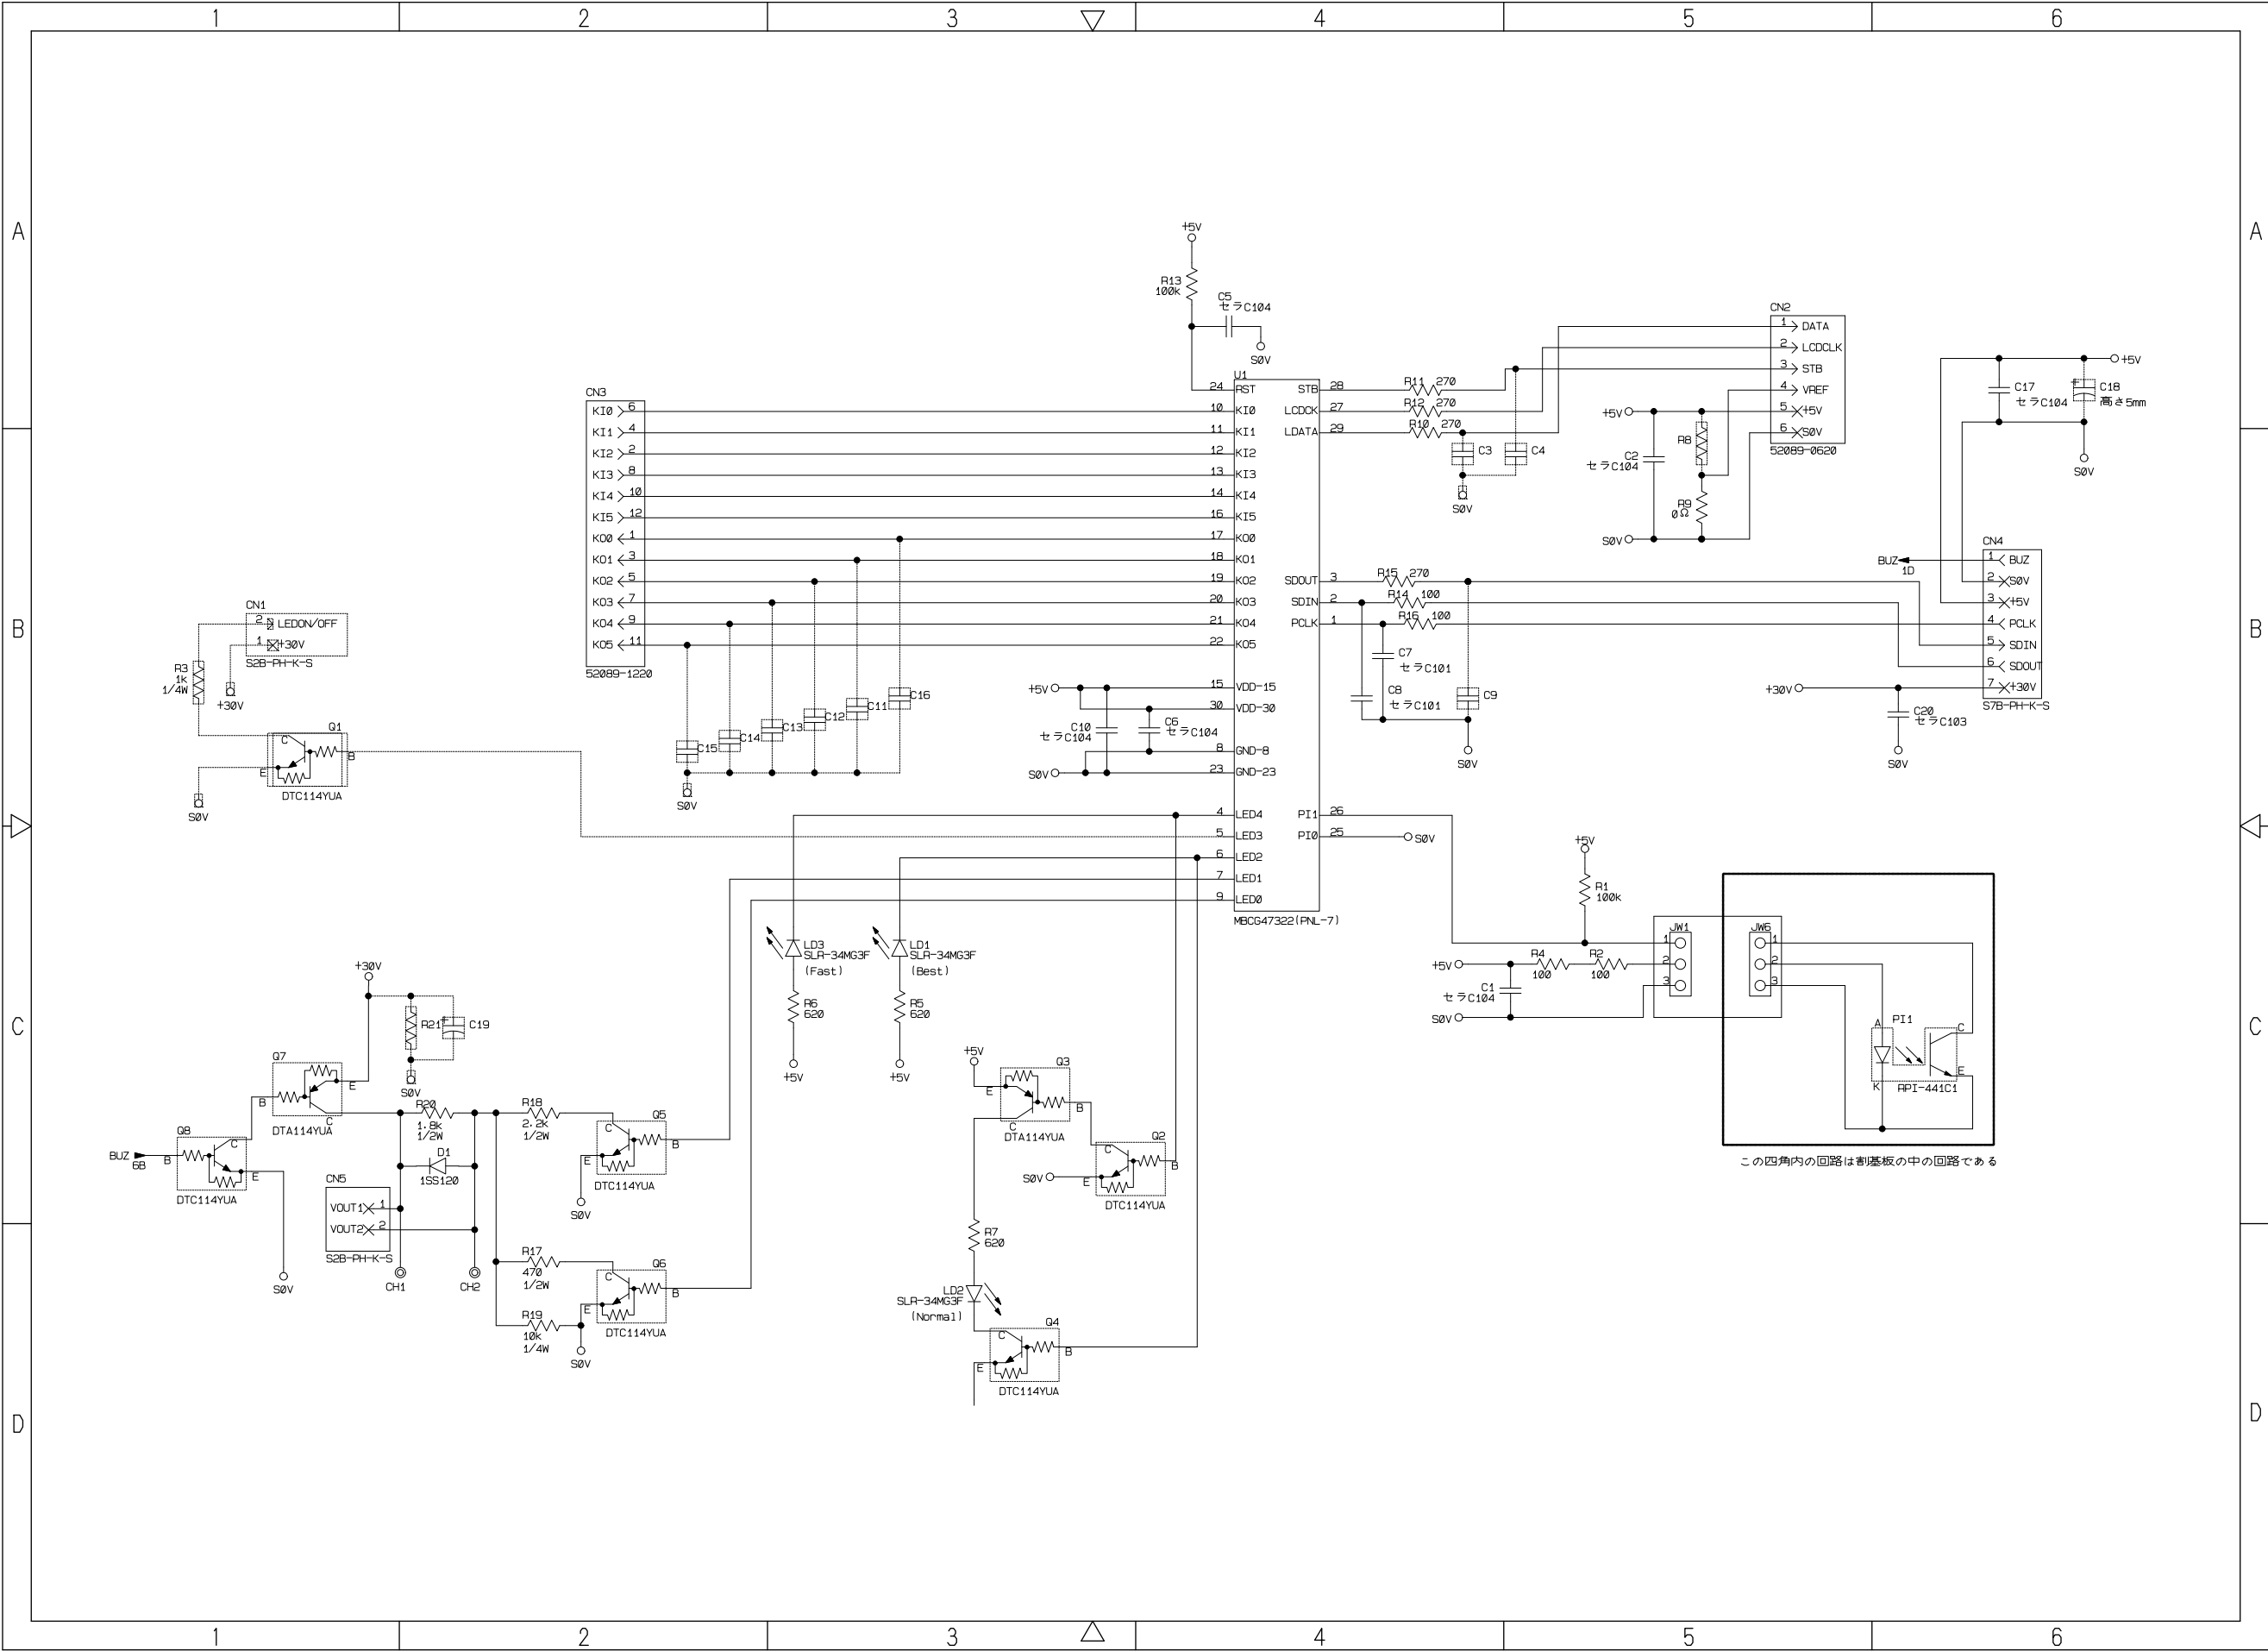 1 2 3 4 5 6
A A
B B
C C
D D
+5V
R13
100k
C5
セラC104
S0V
CN3
KI0 6
KI1 4
KI2 2
KI3 8
KI4 10
KI5 12
KO0 1
KO1 3
KO2 5
KO3 7
KO4 9
KO5 11
52089-1220
U1
24 RST
10 KI0
11 KI1
12 KI2
13 KI3
14 KI4
16 KI5
17 KO0
18 KO1
19 KO2
20 KO3
21 KO4
22 KO5
15 VDD-15
30 VDD-30
8 GND-8
23 GND-23
4 LED4
5 LED3
6 LED2
7 LED1
9 LED0
STB 28
LCDCK 27
LDATA 29
SDOUT 3
SDIN 2
PCLK 1
PI1 26
PI0 25
S0V
MBCG47322(PNL-7)
R11 270
R12 270
R10 270
C3
C4
S0V
CN2
1 DATA
2 LCDCLK
3 STB
4 VREF
5 +5V
6 S0V
52089-0620
+5V
R8
C2
セラC104
R9
0Ω
S0V
+5V
C17
セラC104
C18
高さ5mm
S0V
CN4
BUZ
1D
1 BUZ
2 S0V
3 +5V
4 PCLK
5 SDIN
6 SDOUT
7 +30V
S7B-PH-K-S
R15 270
R14 100
R16 100
C7
セラC101
C8
セラC101
C9
S0V
+30V
C20
セラC103
S0V
CN1
2 LEDON/OFF
1 +30V
S2B-PH-K-S
R3
1k
1/4W
+30V
Q1
C
B
E
DTC114YUA
S0V
C16
C11
C12
C13
C14
C15
S0V
+5V
C10
セラC104
C6
セラC104
S0V
LD3
SLR-34MG3F
(Fast)
R6
620
+5V
LD1
SLR-34MG3F
(Best)
R5
620
+5V
+5V
R1
100k
JW1
1
2
3
JW6
1
2
3
+5V
R4
100
R2
100
C1
セラC104
S0V
PI1
A
K
C
E
RPI-441C1
この四角内の回路は割基板の中の回路である
+30V
R21
C19
S0V
Q7
B
E
C
DTA114YUA
Q8
BUZ
6B
B
C
E
DTC114YUA
S0V
R20
1.8k
1/2W
D1
1SS120
CN5
VOUT1 1
VOUT2 2
S2B-PH-K-S
CH1
CH2
R18
2.2k
1/2W
Q5
C
B
E
DTC114YUA
S0V
R17
470
1/2W
Q6
C
B
E
DTC114YUA
R19
10k
1/4W
S0V
+5V
Q3
E
B
C
DTA114YUA
Q2
C
B
E
S0V
DTC114YUA
R7
620
LD2
SLR-34MG3F
(Normal)
Q4
C
B
E
DTC114YUA
1 2 3 4 5 6